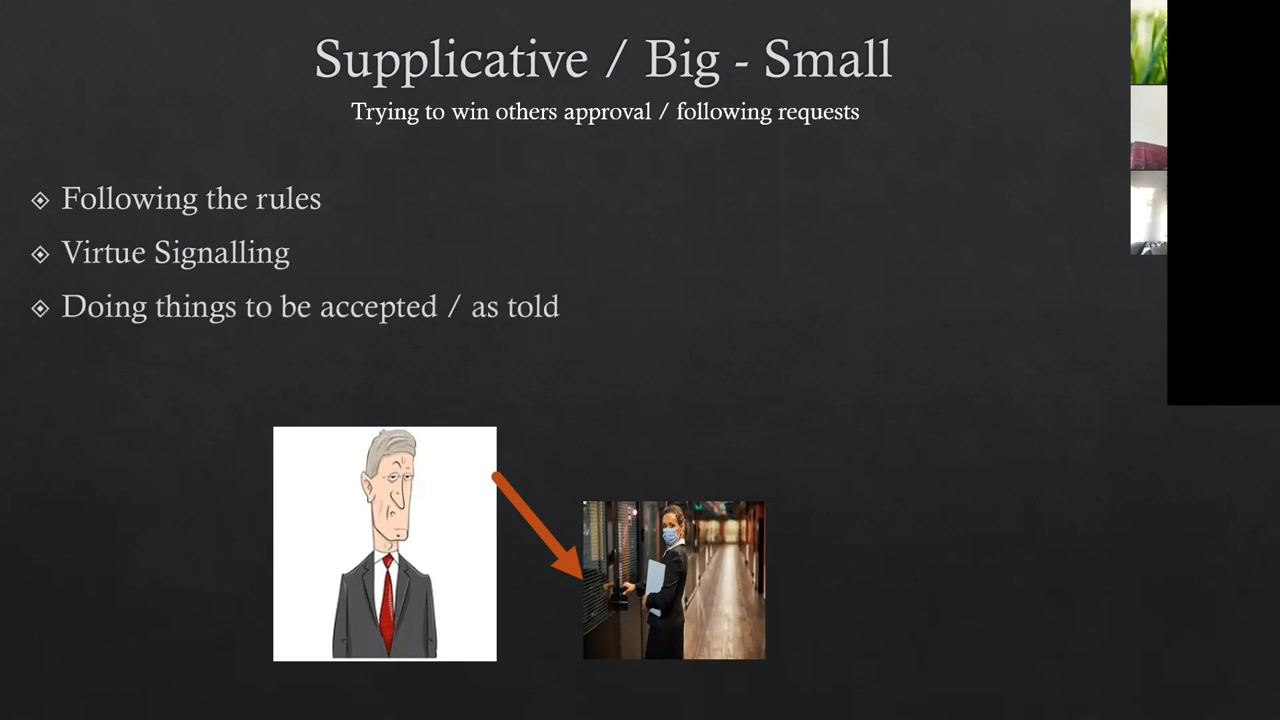 Supplicative / Big - Small
Trying to win others approval / following requests
Following the rules
Virtue Signalling
Doing things to be accepted / as told